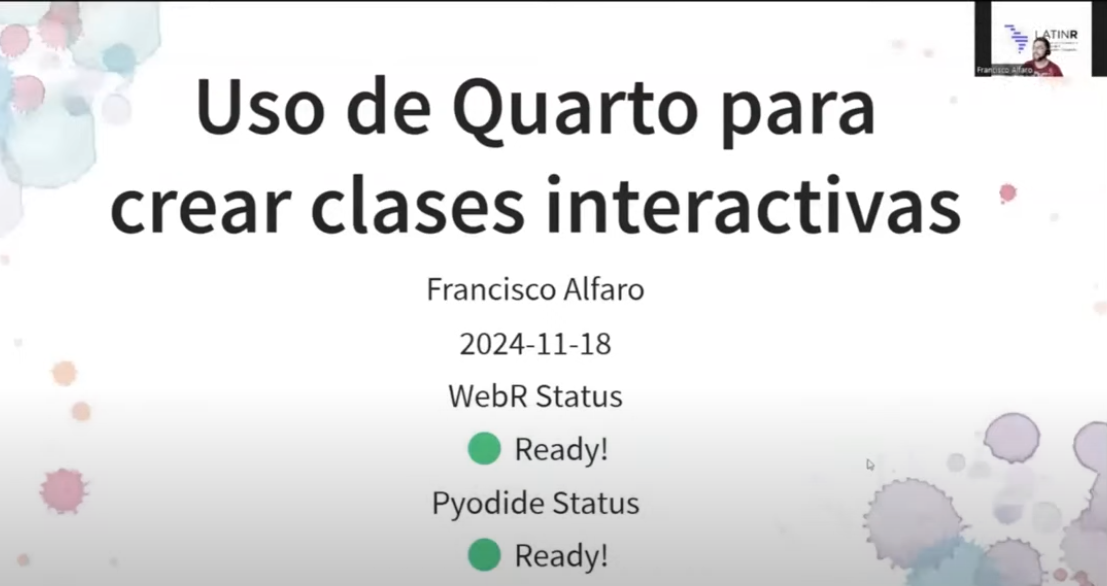 LATINR
Francisco Alfaro
Uso de Quarto para
crear clases interactivas
Francisco Alfaro
2024-11-18
WebR Status
Ready!
Pyodide Status
Ready!